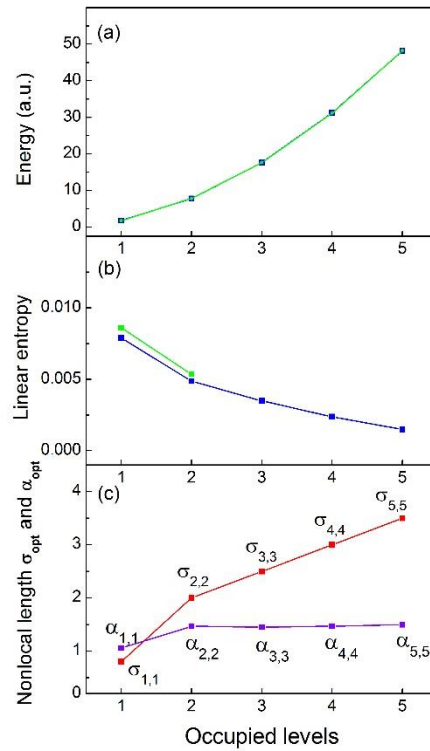 (a)
Energy (a.u.)
50
40
30
20
10
0
1 2 3 4 5
(b)
Linear entropy
0.010
0.005
0.000
1 2 3 4 5
(c)
Nonlocal length σopt and αopt
4
3
2
1
0
σ5,5
σ4,4
σ3,3
σ2,2
α1,1
σ1,1
α2,2 α3,3 α4,4 α5,5
1 2 3 4 5
Occupied levels